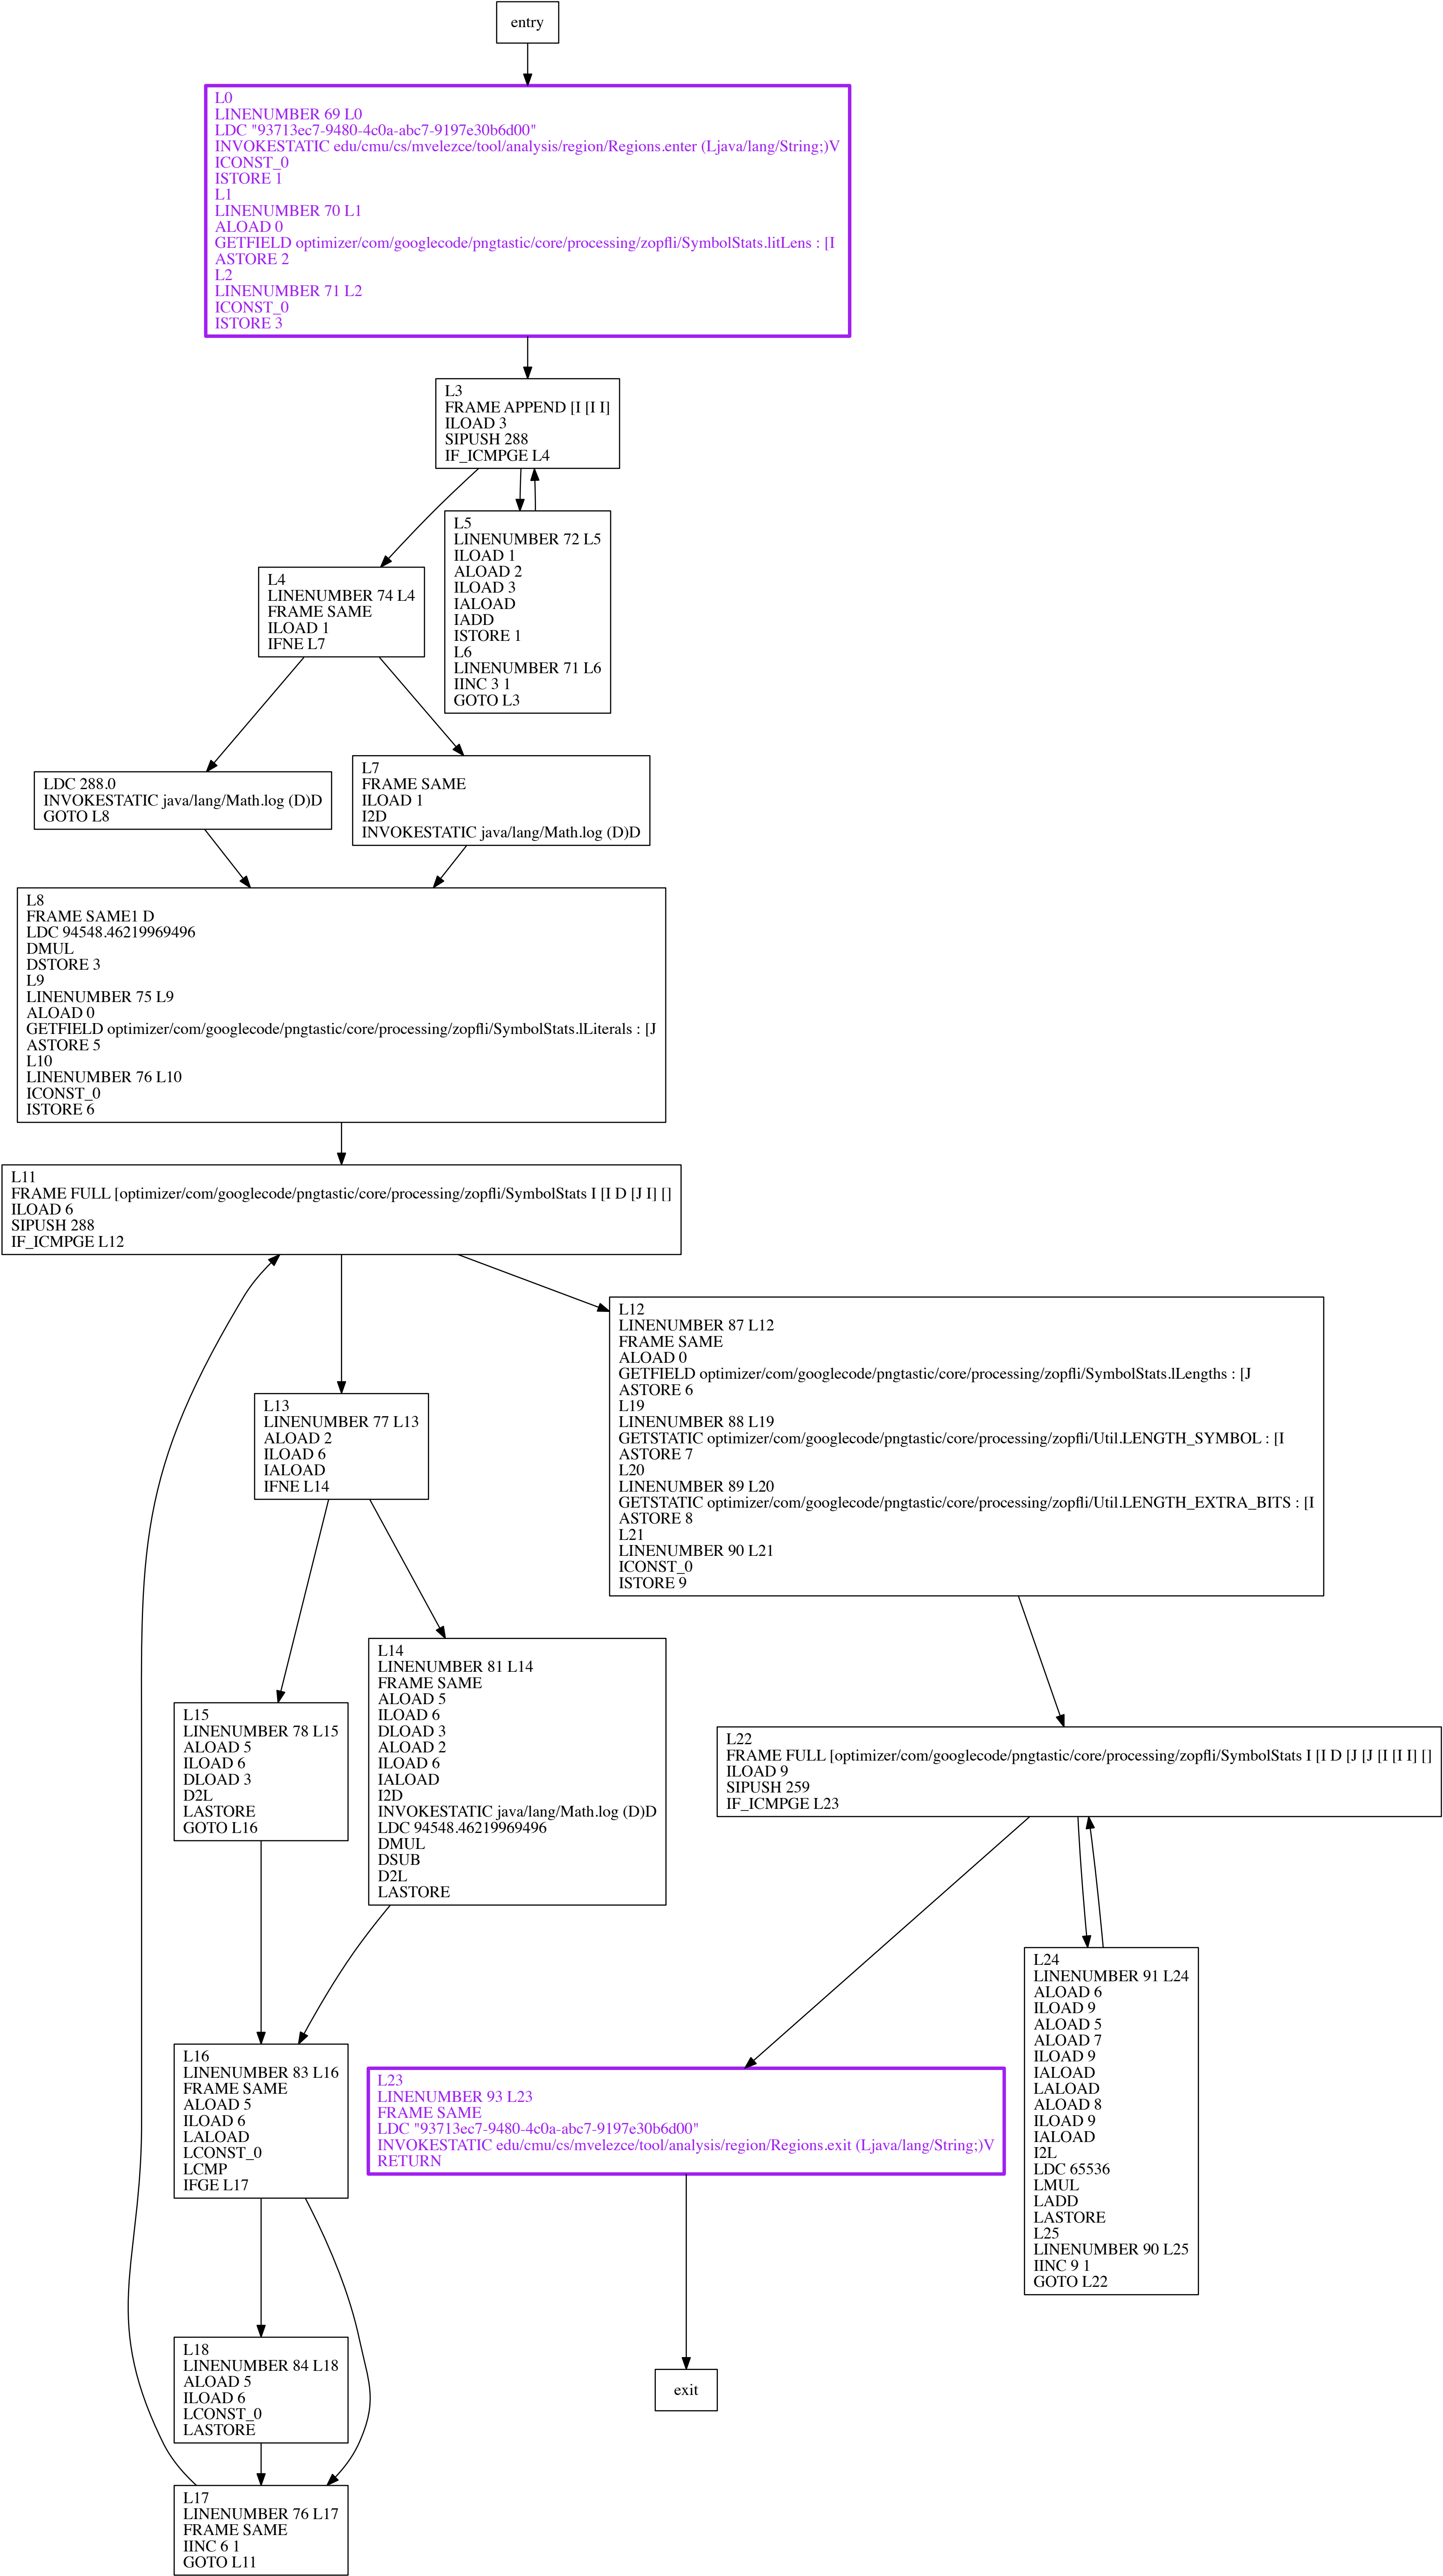 entry
L0
LINENUMBER 69 L0
LDC "93713ec7-9480-4c0a-abc7-9197e30b6d00"
INVOKESTATIC edu/cmu/cs/mvelezce/tool/analysis/region/Regions.enter (Ljava/lang/String;)V
ICONST_0
ISTORE 1
L1
LINENUMBER 70 L1
ALOAD 0
GETFIELD optimizer/com/googlecode/pngtastic/core/processing/zopfli/SymbolStats.litLens : [I
ASTORE 2
L2
LINENUMBER 71 L2
ICONST_0
ISTORE 3
L3
FRAME APPEND [I [I I]
ILOAD 3
SIPUSH 288
IF_ICMPGE L4
L5
LINENUMBER 72 L5
ILOAD 1
ALOAD 2
ILOAD 3
IALOAD
IADD
ISTORE 1
L6
LINENUMBER 71 L6
IINC 3 1
GOTO L3
L4
LINENUMBER 74 L4
FRAME SAME
ILOAD 1
IFNE L7
LDC 288.0
INVOKESTATIC java/lang/Math.log (D)D
GOTO L8
L7
FRAME SAME
ILOAD 1
I2D
INVOKESTATIC java/lang/Math.log (D)D
L8
FRAME SAME1 D
LDC 94548.46219969496
DMUL
DSTORE 3
L9
LINENUMBER 75 L9
ALOAD 0
GETFIELD optimizer/com/googlecode/pngtastic/core/processing/zopfli/SymbolStats.lLiterals : [J
ASTORE 5
L10
LINENUMBER 76 L10
ICONST_0
ISTORE 6
L11
FRAME FULL [optimizer/com/googlecode/pngtastic/core/processing/zopfli/SymbolStats I [I D [J I] []
ILOAD 6
SIPUSH 288
IF_ICMPGE L12
L12
LINENUMBER 87 L12
FRAME SAME
ALOAD 0
GETFIELD optimizer/com/googlecode/pngtastic/core/processing/zopfli/SymbolStats.lLengths : [J
ASTORE 6
L19
LINENUMBER 88 L19
GETSTATIC optimizer/com/googlecode/pngtastic/core/processing/zopfli/Util.LENGTH_SYMBOL : [I
ASTORE 7
L20
LINENUMBER 89 L20
GETSTATIC optimizer/com/googlecode/pngtastic/core/processing/zopfli/Util.LENGTH_EXTRA_BITS : [I
ASTORE 8
L21
LINENUMBER 90 L21
ICONST_0
ISTORE 9
L13
LINENUMBER 77 L13
ALOAD 2
ILOAD 6
IALOAD
IFNE L14
L14
LINENUMBER 81 L14
FRAME SAME
ALOAD 5
ILOAD 6
DLOAD 3
ALOAD 2
ILOAD 6
IALOAD
I2D
INVOKESTATIC java/lang/Math.log (D)D
LDC 94548.46219969496
DMUL
DSUB
D2L
LASTORE
L15
LINENUMBER 78 L15
ALOAD 5
ILOAD 6
DLOAD 3
D2L
LASTORE
GOTO L16
L22
FRAME FULL [optimizer/com/googlecode/pngtastic/core/processing/zopfli/SymbolStats I [I D [J [J [I [I I] []
ILOAD 9
SIPUSH 259
IF_ICMPGE L23
L24
LINENUMBER 91 L24
ALOAD 6
ILOAD 9
ALOAD 5
ALOAD 7
ILOAD 9
IALOAD
LALOAD
ALOAD 8
ILOAD 9
IALOAD
I2L
LDC 65536
LMUL
LADD
LASTORE
L25
LINENUMBER 90 L25
IINC 9 1
GOTO L22
L16
LINENUMBER 83 L16
FRAME SAME
ALOAD 5
ILOAD 6
LALOAD
LCONST_0
LCMP
IFGE L17
L23
LINENUMBER 93 L23
FRAME SAME
LDC "93713ec7-9480-4c0a-abc7-9197e30b6d00"
INVOKESTATIC edu/cmu/cs/mvelezce/tool/analysis/region/Regions.exit (Ljava/lang/String;)V
RETURN
L18
LINENUMBER 84 L18
ALOAD 5
ILOAD 6
LCONST_0
LASTORE
exit
L17
LINENUMBER 76 L17
FRAME SAME
IINC 6 1
GOTO L11